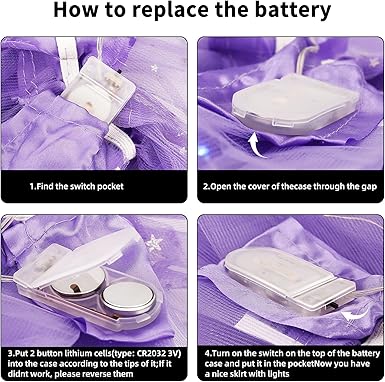 How to replace the battery
1.Find the switch pocket
2.Open the cover of thecase through the gap
3.Put 2 button lithium cells(type: CR2032 3V)
into the case according to the tips of it;If it
didnt work, please reverse them
4.Turn on the switch on the top of the battery
case and put it in the pocketNow you have
a nice skirt with lights